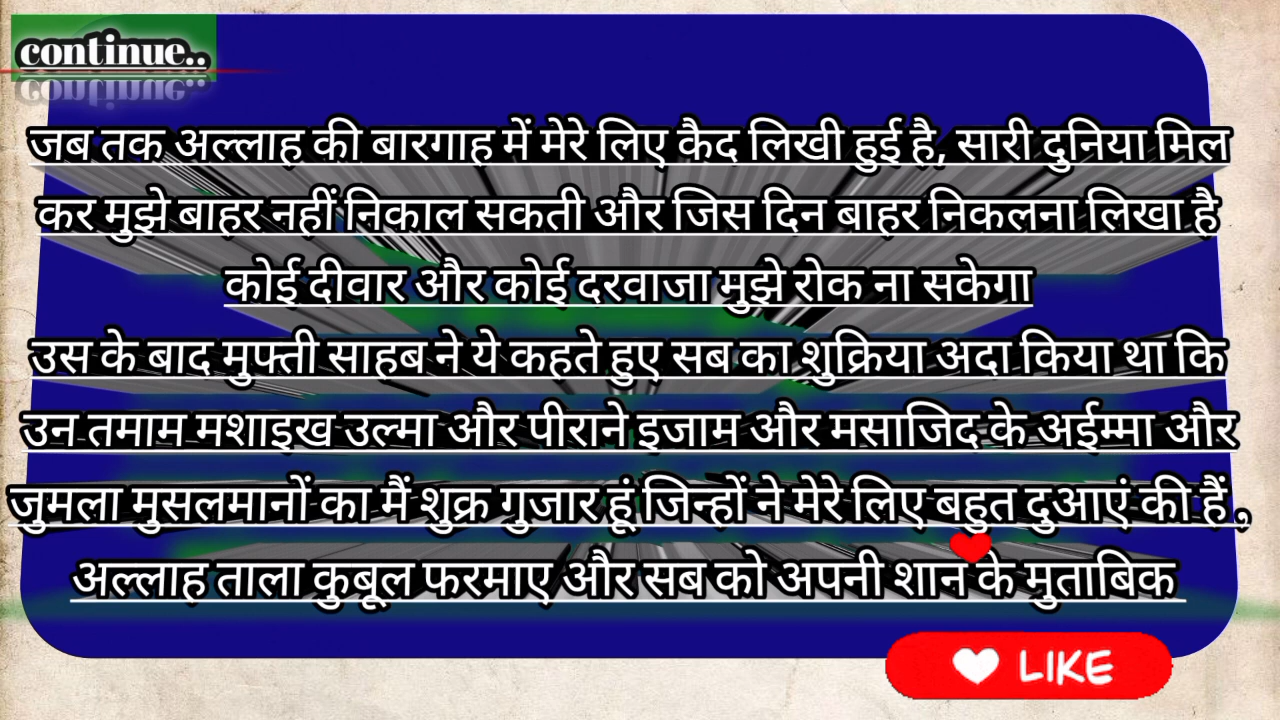 continue..
जब तक अल्लाह की बारगाह में मेरे लिए कैद लिखी हुई है, सारी दुनिया मिल
कर मुझे बाहर नहीं निकाल सकती और जिस दिन बाहर निकलना लिखा है
कोई दीवार और कोई दरवाजा मुझे रोक ना सकेगा
उस के बाद मुफ्ती साहब ने ये कहते हुए सब का शुक्रिया अदा किया था कि
उन तमाम मशाइख उल्मा और पीराने इजाम और मसाजिद के अईम्मा और
जुमला मुसलमानों का मैं शुक्र गुजार हूं जिन्हों ने मेरे लिए बहुत दुआएं की हैं ,
अल्लाह ताला कुबूल फरमाए और सब को अपनी शान के मुताबिक
LIKE